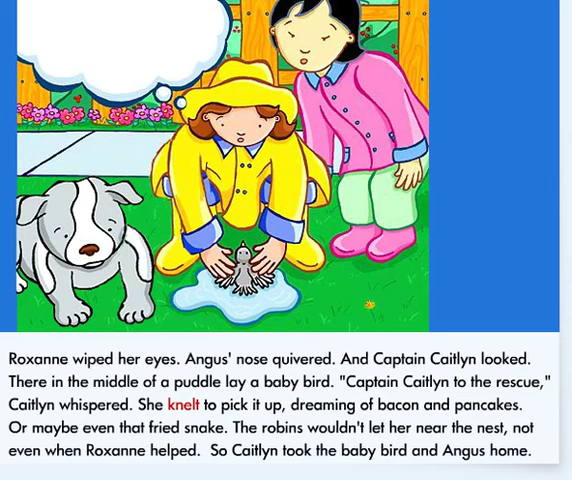 Roxanne wiped her eyes. Angus' nose quivered. And Captain Caitlyn looked.
There in the middle of a puddle lay a baby bird. "Captain Caitlyn to the rescue,"
Caitlyn whispered. She knelt to pick it up, dreaming of bacon and pancakes.
Or maybe even that fried snake. The robins wouldn't let her near the nest, not
even when Roxanne helped.  So Caitlyn took the baby bird and Angus home.